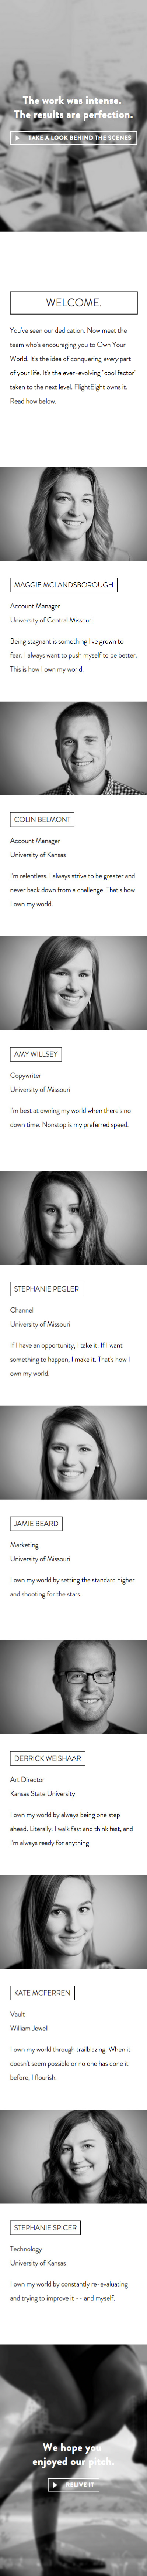 The work was intense.
The results are perfection.
TAKE A LOOK BEHIND THE SCENES
WELCOME.
You've seen our dedication. Now meet the
team who's encouraging you to Own Your
World. It's the idea of conquering every part
of your life. It's the ever-evolving "cool factor"
taken to the next level. FlightEight owns it.
Read how below.
MAGGIE MCLANDSBOROUGH
Account Manager
University of Central Missouri
Being stagnant is something I've grown to
fear. I always want to push myself to be better.
This is how I own my world.
COLIN BELMONT
Account Manager
University of Kansas
I'm relentless. I always strive to be greater and
never back down from a challenge. That's how
I own my world.
AMY WILLSEY
Copywriter
University of Missouri
I'm best at owning my world when there's no
down time. Nonstop is my preferred speed.
STEPHANIE PEGLER
Channel
University of Missouri
If I have an opportunity, I take it. If I want
something to happen, I make it. That's how I
own my world.
JAMIE BEARD
Marketing
University of Missouri
I own my world by setting the standard higher
and shooting for the stars.
DERRICK WEISHAAR
Art Director
Kansas State University
I own my world by always being one step
ahead. Literally. I walk fast and think fast, and
I'm always ready for anything.
KATE MCFERREN
Vault
William Jewell
I own my world through trailblazing. When it
doesn't seem possible or no one has done it
before, I flourish.
STEPHANIE SPICER
Technology
University of Kansas
I own my world by constantly re-evaluating
and trying to improve it -- and myself.
We hope you
enjoyed our pitch.
RELIVE IT